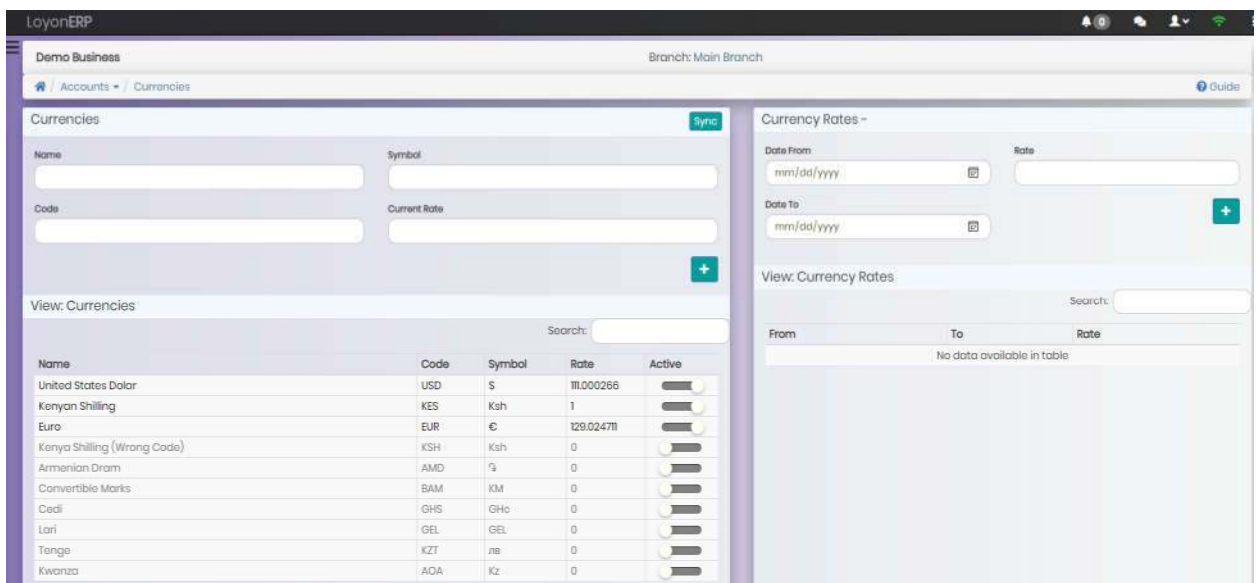 LoyonERP
0
Demo Business
Branch: Main Branch
/ Accounts / Currencies
Guide
Currencies
Sync
Name
Symbol
Code
Current Rate
+
View: Currencies
Search:
Name Code Symbol Rate Active
United States Dolar USD $ 111.000266
Kenyan Shilling KES Ksh 1
Euro EUR € 129.024711
Kenya Shilling (Wrong Code) KSH Ksh 0
Armenian Dram AMD ֏ 0
Convertible Marks BAM KM 0
Cedi GHS GH¢ 0
Lari GEL GEL 0
Tenge KZT лв 0
Kwanza AOA Kz 0
Currency Rates -
Date From
Rate
mm/dd/yyyy
Date To
mm/dd/yyyy
+
View: Currency Rates
Search:
From To Rate
No data available in table